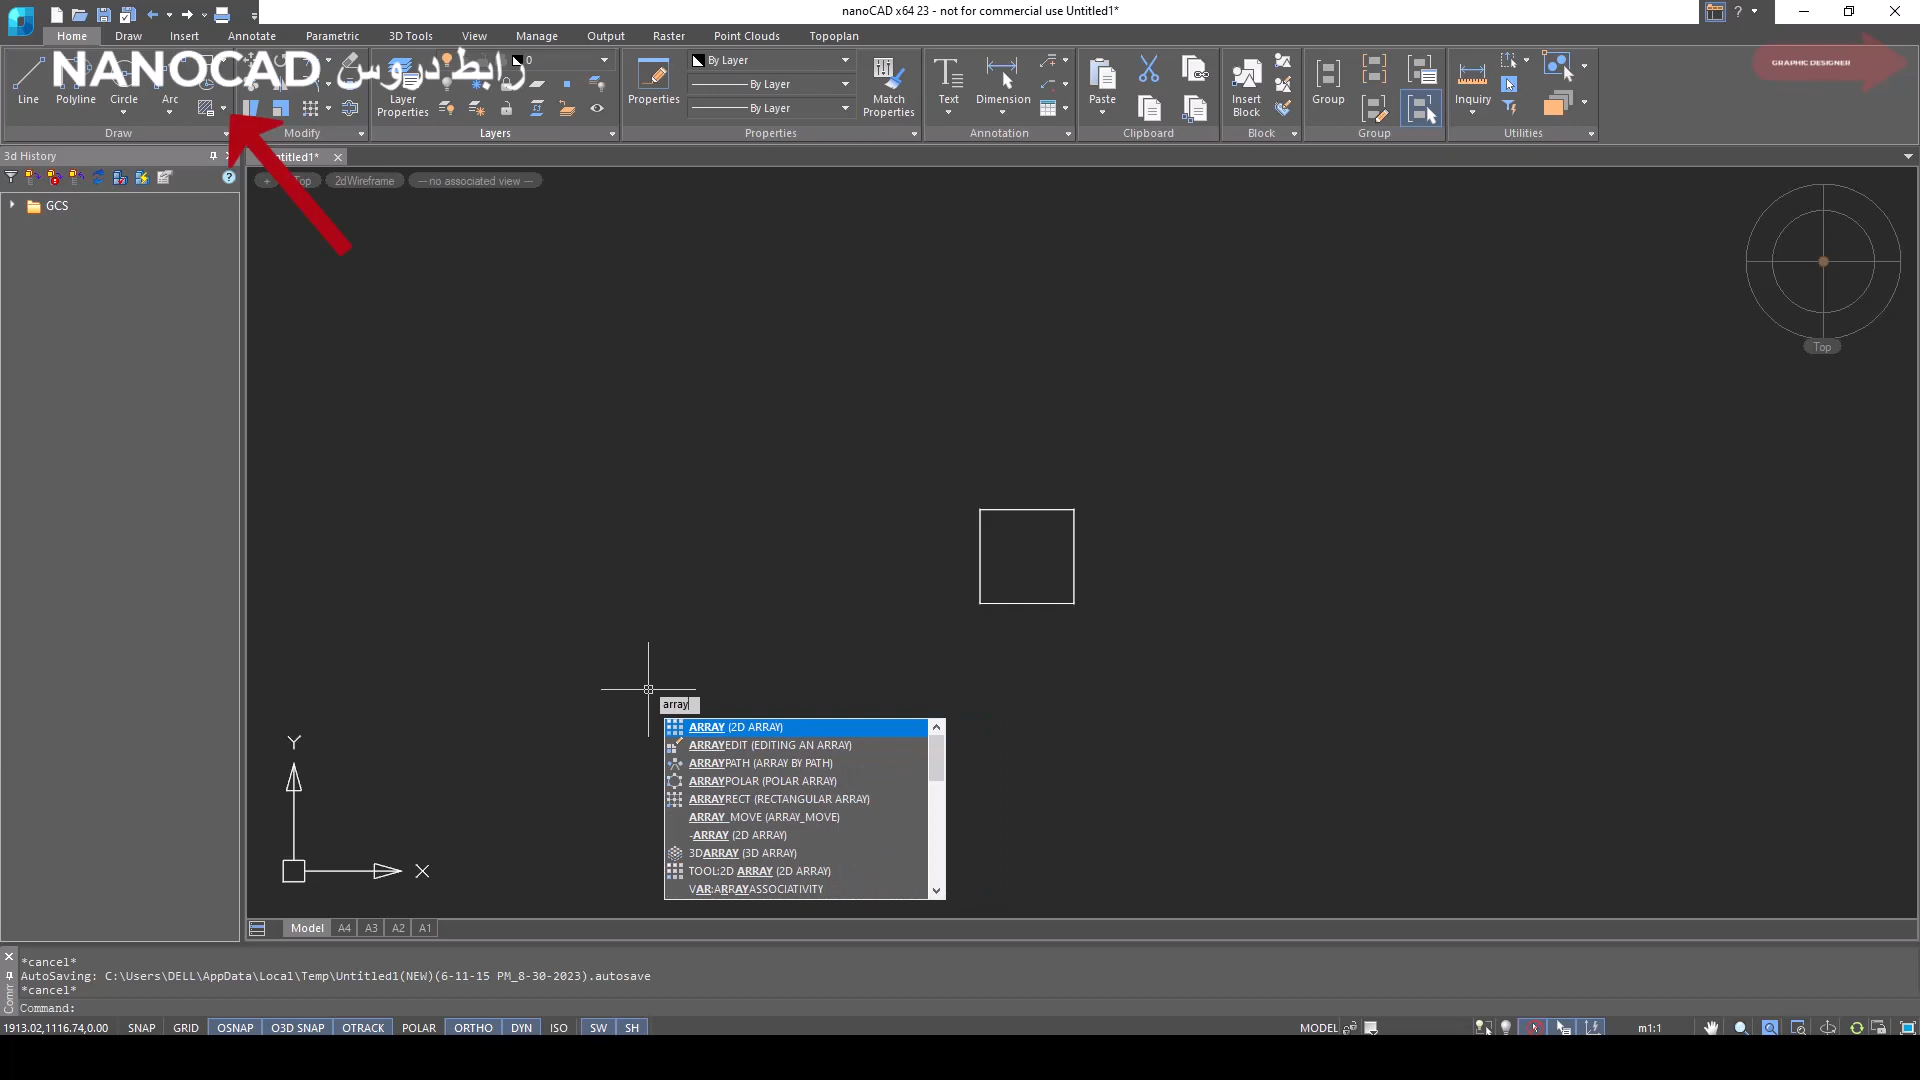 nanoCAD x64 23 - not for commercial use Untitled1*
Home Draw Insert Annotate Parametric 3D Tools View Manage Output Raster Point Clouds Topoplan
رابط دروس NANOCAD
GRAPHIC DESIGNER
0
By Layer
By Layer
By Layer
Line Polyline Circle Arc
Layer Properties
Properties
Match Properties
Text Dimension
Paste
Insert Block
Group
Inquiry
Draw Modify Layers Properties Annotation Clipboard Block Group Utilities
3d History
ntitled1*
GCS
+ Top 2dWireframe — no associated view —
Top
array
ARRAY (2D ARRAY)
ARRAYEDIT (EDITING AN ARRAY)
ARRAYPATH (ARRAY BY PATH)
ARRAYPOLAR (POLAR ARRAY)
ARRAYRECT (RECTANGULAR ARRAY)
ARRAY_MOVE (ARRAY_MOVE)
-ARRAY (2D ARRAY)
3DARRAY (3D ARRAY)
TOOL:2D ARRAY (2D ARRAY)
VAR:ARRAYASSOCIATIVITY
Y
X
Model A4 A3 A2 A1
*cancel*
AutoSaving: C:\Users\DELL\AppData\Local\Temp\Untitled1(NEW)(6-11-15 PM_8-30-2023).autosave
*cancel*
Command:
Comm
1913.02,1116.74,0.00 SNAP GRID OSNAP O3D SNAP OTRACK POLAR ORTHO DYN ISO SW SH MODEL m1:1